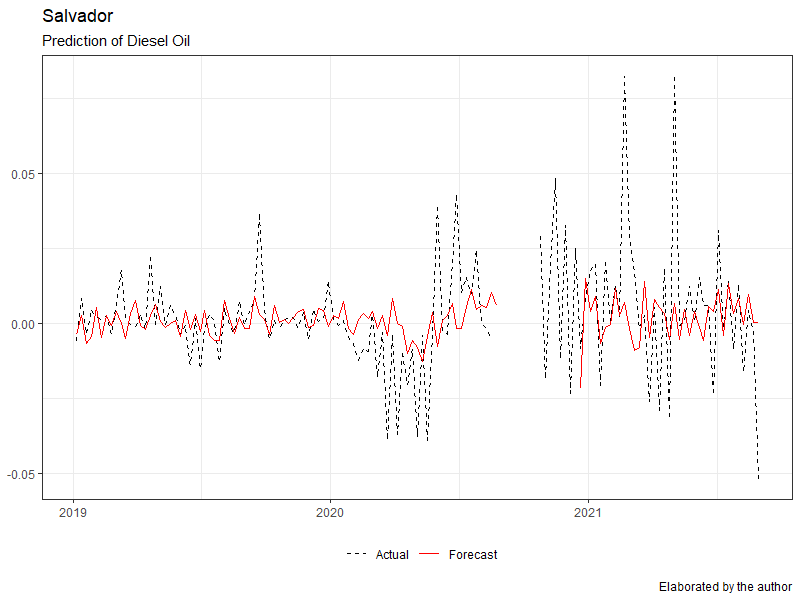 Salvador
Prediction of Diesel Oil
0.05
0.00
-0.05
2019 2020 2021
Actual Forecast
Elaborated by the author